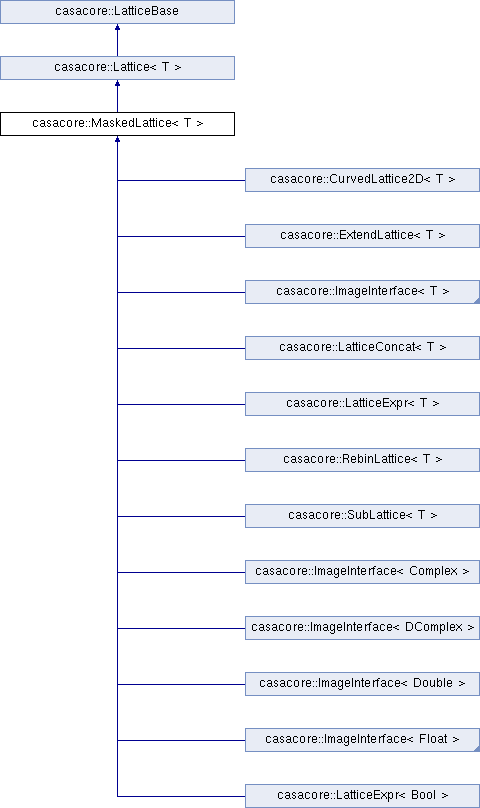 casacore::LatticeBase
casacore::Lattice< T >
casacore::MaskedLattice< T >
casacore::CurvedLattice2D< T >
casacore::ExtendLattice< T >
casacore::ImageInterface< T >
casacore::LatticeConcat< T >
casacore::LatticeExpr< T >
casacore::RebinLattice< T >
casacore::SubLattice< T >
casacore::ImageInterface< Complex >
casacore::ImageInterface< DComplex >
casacore::ImageInterface< Double >
casacore::ImageInterface< Float >
casacore::LatticeExpr< Bool >